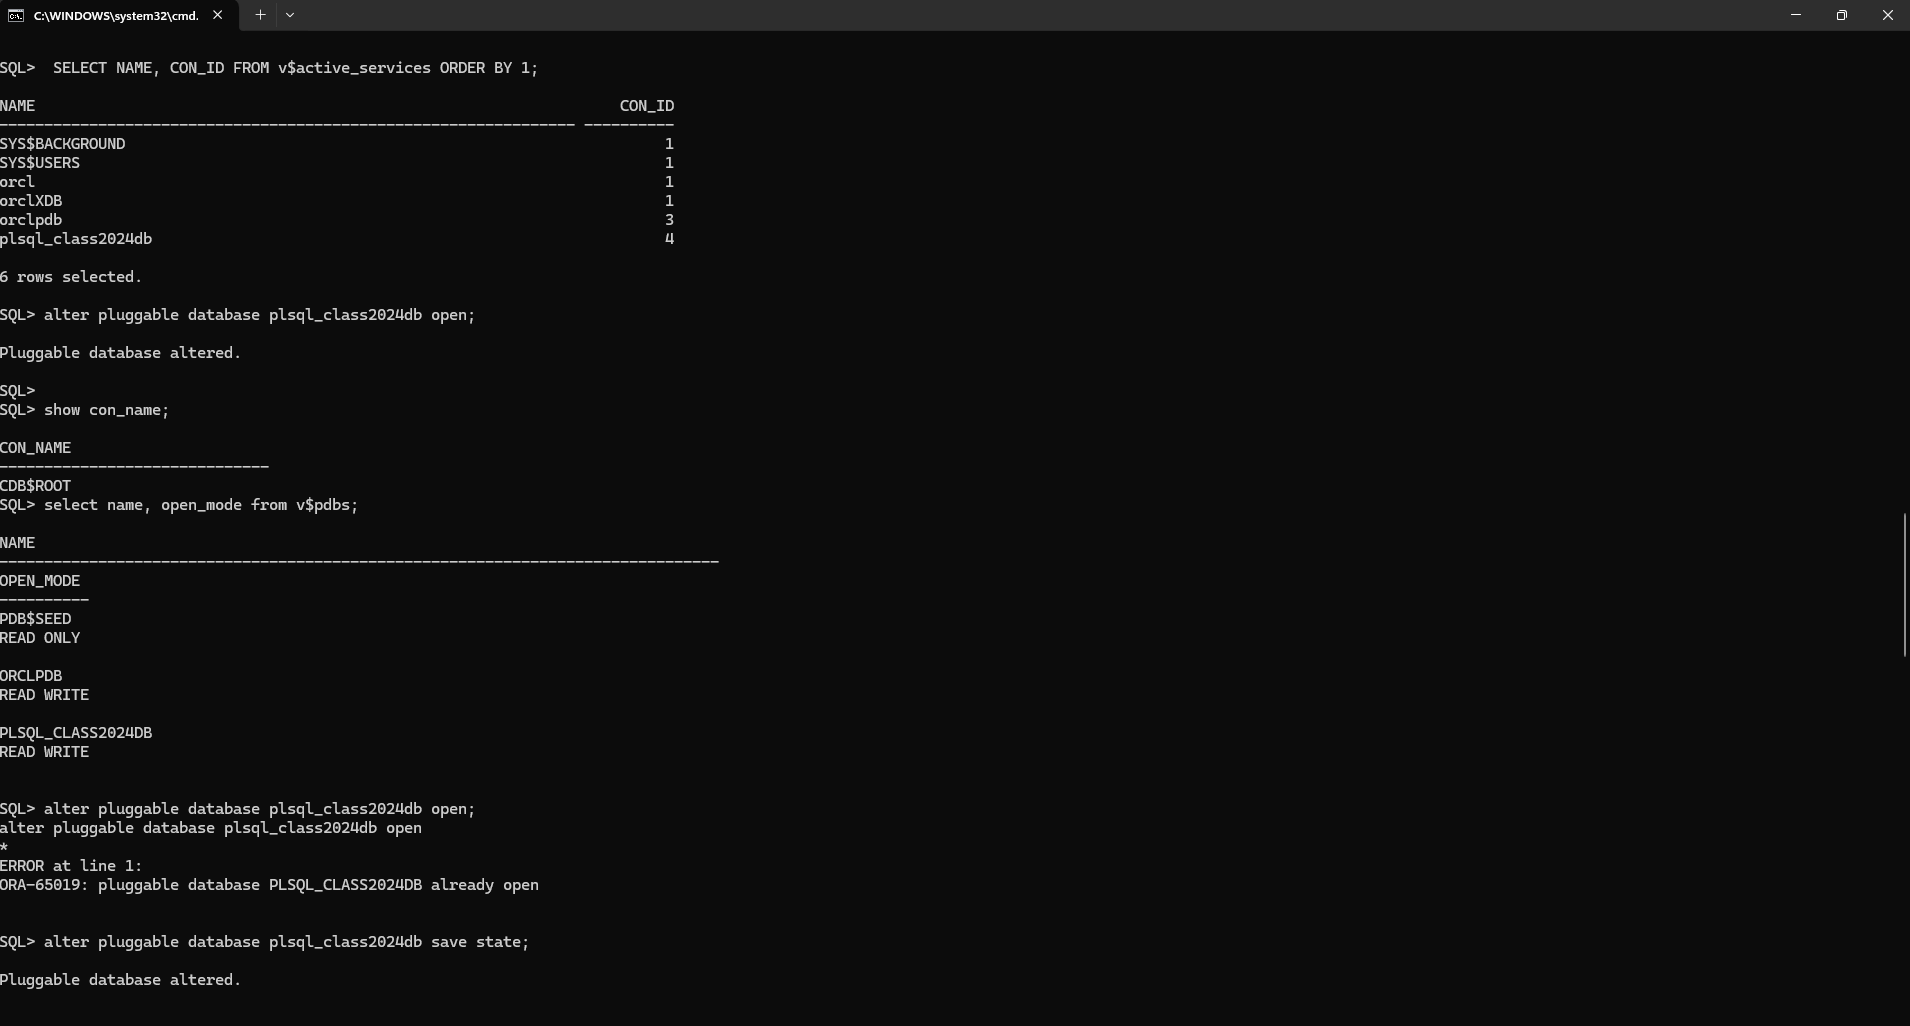 C:\WINDOWS\system32\cmd.
SQL>  SELECT NAME, CON_ID FROM v$active_services ORDER BY 1;
NAME                                                                 CON_ID
---------------------------------------------------------------- ----------
SYS$BACKGROUND                                                            1
SYS$USERS                                                                 1
orcl                                                                      1
orclXDB                                                                   1
orclpdb                                                                   3
plsql_class2024db                                                         4
6 rows selected.
SQL> alter pluggable database plsql_class2024db open;
Pluggable database altered.
SQL>
SQL> show con_name;
CON_NAME
------------------------------
CDB$ROOT
SQL> select name, open_mode from v$pdbs;
NAME
--------------------------------------------------------------------------------
OPEN_MODE
----------
PDB$SEED
READ ONLY
ORCLPDB
READ WRITE
PLSQL_CLASS2024DB
READ WRITE
SQL> alter pluggable database plsql_class2024db open;
alter pluggable database plsql_class2024db open
*
ERROR at line 1:
ORA-65019: pluggable database PLSQL_CLASS2024DB already open
SQL> alter pluggable database plsql_class2024db save state;
Pluggable database altered.